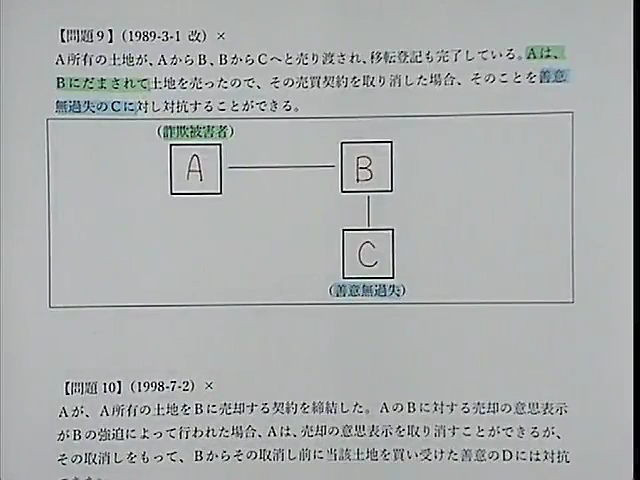 【問題9】(1989-3-1 改) ×
A所有の土地が、AからB、BからCへと売り渡され、移転登記も完了している。Aは、
Bにだまされて土地を売ったので、その売買契約を取り消した場合、そのことを善意
無過失のCに対し対抗することができる。
(詐欺被害者)
A B
C
(善意無過失)
【問題10】(1998-7-2) ×
Aが、A所有の土地をBに売却する契約を締結した。AのBに対する売却の意思表示
がBの強迫によって行われた場合、Aは、売却の意思表示を取り消すことができるが、
その取消しをもって、Bからその取消し前に当該土地を買い受けた善意のDには対抗